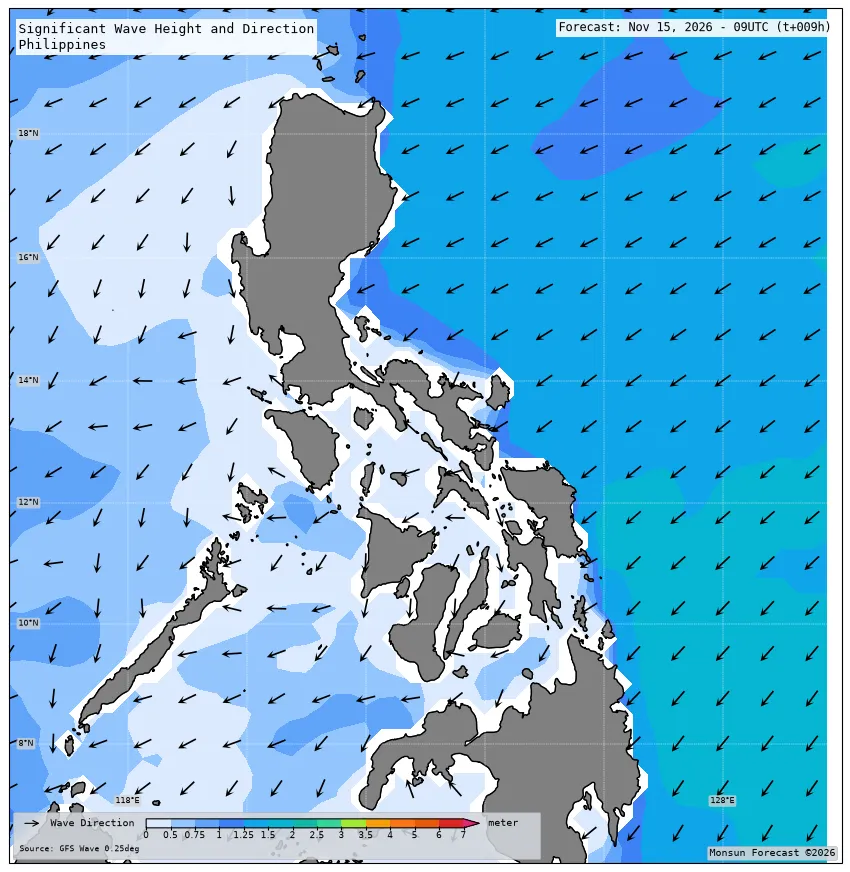 Significant Wave Height and Direction
Philippines
Forecast: Nov 15, 2026 - 09UTC (t+009h)
18°N
16°N
14°N
12°N
10°N
8°N
118°E
128°E
Wave Direction
0 0.5 0.75 1 1.25 1.5 2 2.5 3 3.5 4 5 6 7
meter
Source: GFS Wave 0.25deg
Monsun Forecast ©2026